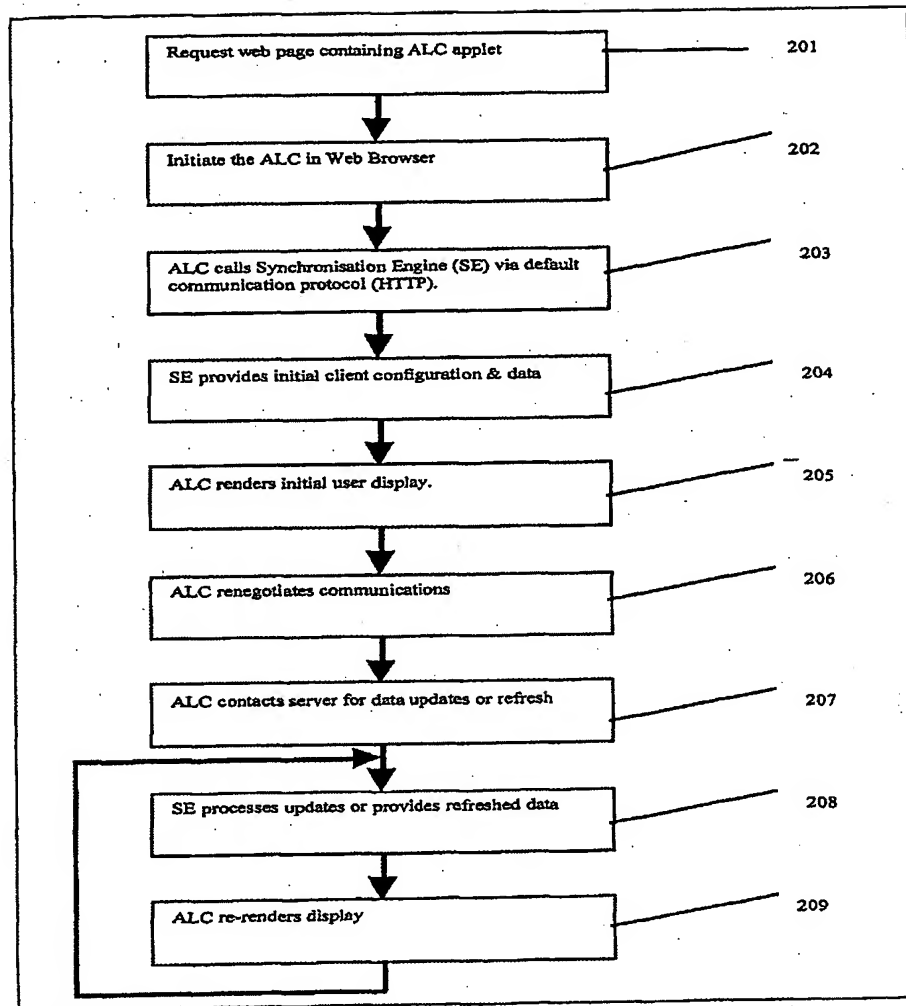 Request web page containing ALC applet
201
Initiate the ALC in Web Browser
202
ALC calls Synchronisation Engine (SE) via default
communication protocol (HTTP).
203
SE provides initial client configuration & data
204
ALC renders initial user display.
205
ALC renegotiates communications
206
ALC contacts server for data updates or refresh
207
SE processes updates or provides refreshed data
208
ALC re-renders display
209